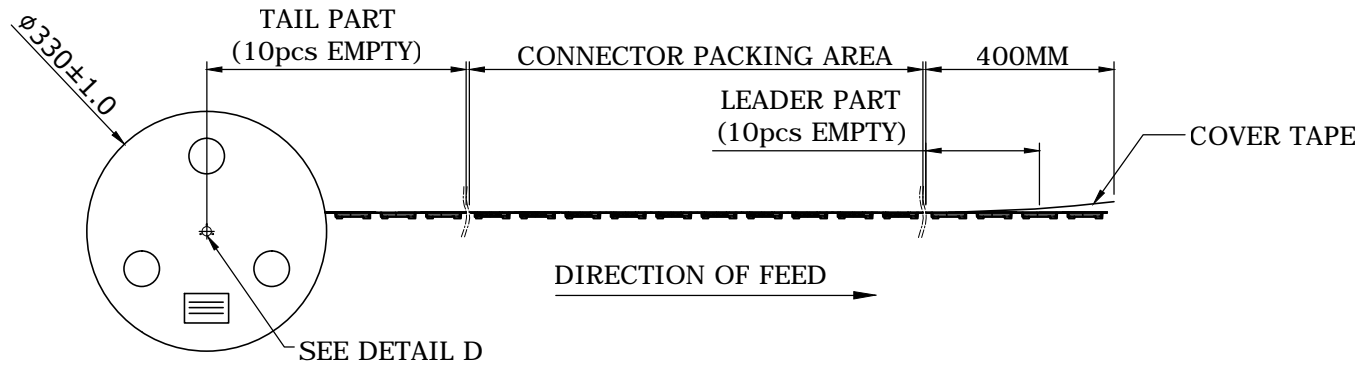 ⌀330±1.0
TAIL PART
(10pcs EMPTY)
CONNECTOR PACKING AREA
400MM
LEADER PART
(10pcs EMPTY)
COVER TAPE
DIRECTION OF FEED
SEE DETAIL D